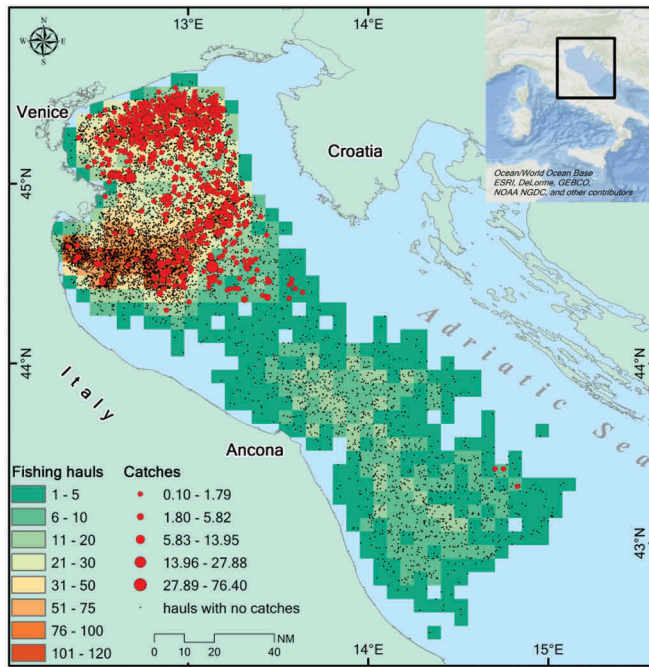 13°E
14°E
N
W
E
S
Venice
Croatia
Ocean/World Ocean Base
ESRI, DeLorme, GEBCO,
NOAA NGDC, and other contributors
45°N
45°N
Adriatic Sea
44°N
44°N
Italy
Ancona
Fishing hauls
1 - 5
6 - 10
11 - 20
21 - 30
31 - 50
51 - 75
76 - 100
101 - 120
Catches
0.10 - 1.79
1.80 - 5.82
5.83 - 13.95
13.96 - 27.88
27.89 - 76.40
hauls with no catches
43°N
NM
0 10 20 40
13°E
14°E
15°E